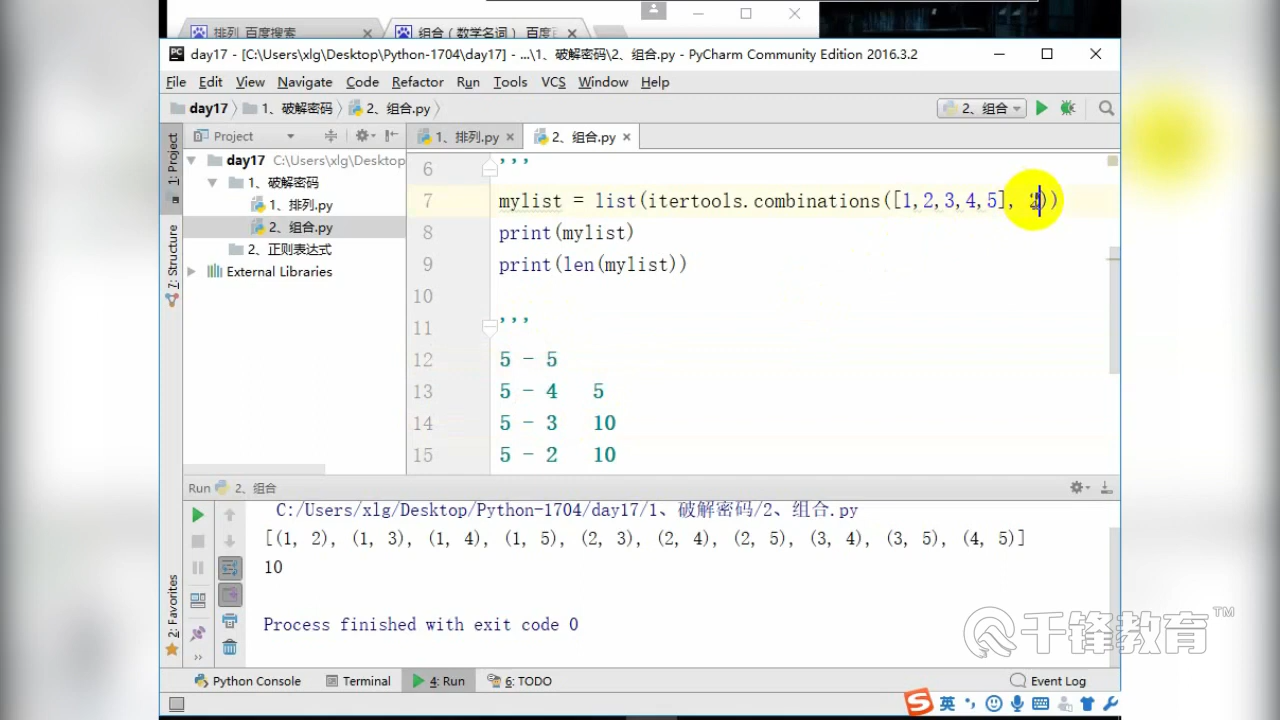 排列_百度搜索
组合（数学名词）_百度百
day17 - [C:\Users\xlg\Desktop\Python-1704\day17] - ...\1、破解密码\2、组合.py - PyCharm Community Edition 2016.3.2
File Edit View Navigate Code Refactor Run Tools VCS Window Help
day17 1、破解密码 2、组合.py 2、组合
Project 1、排列.py 2、组合.py
1: Project
7: Structure
2: Favorites
day17 C:\Users\xlg\Desktop
1、破解密码
1、排列.py
2、组合.py
2、正则表达式
External Libraries
6 '''
7 mylist = list(itertools.combinations([1,2,3,4,5], 2))
8 print(mylist)
9 print(len(mylist))
10
11 '''
12 5 - 5
13 5 - 4 5
14 5 - 3 10
15 5 - 2 10
Run 2、组合
C:/Users/xlg/Desktop/Python-1704/day17/1、破解密码/2、组合.py
[(1, 2), (1, 3), (1, 4), (1, 5), (2, 3), (2, 4), (2, 5), (3, 4), (3, 5), (4, 5)]
10
Process finished with exit code 0
千锋教育™
Python Console Terminal 4: Run 6: TODO Event Log
英